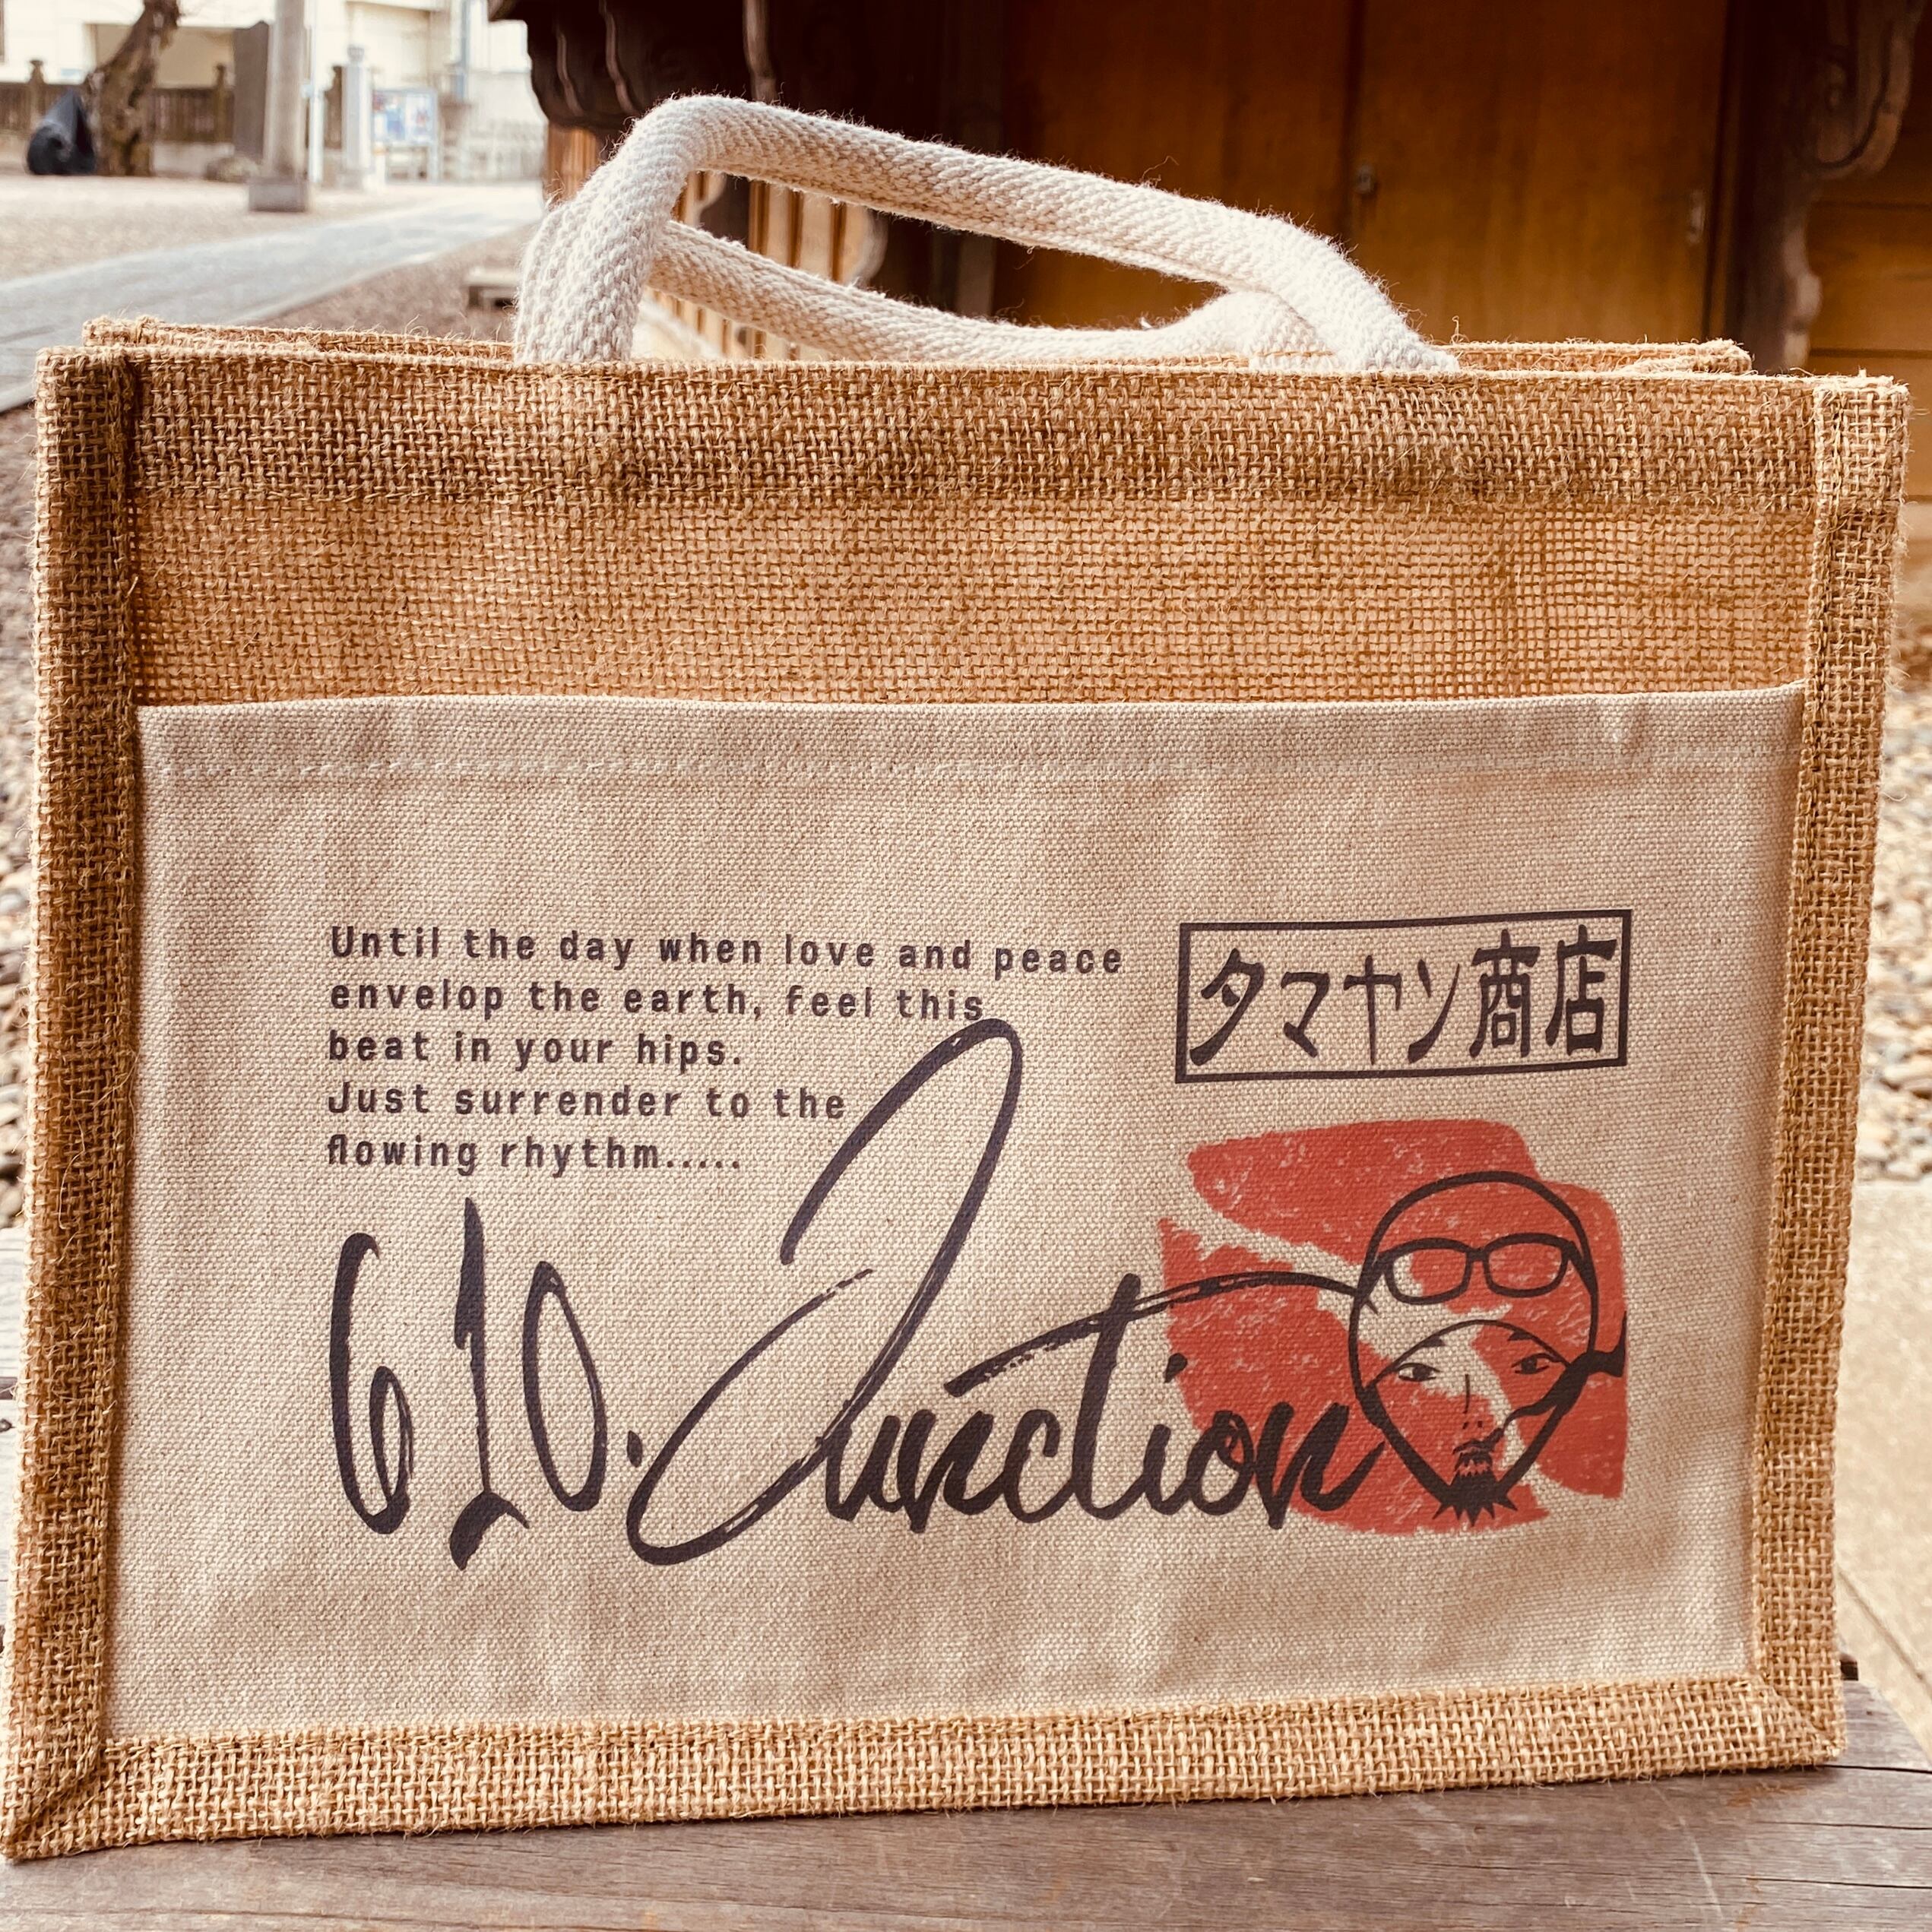 Until the day when love and peace
envelop the earth, feel this
beat in your hips.
Just surrender to the
flowing rhythm.....
タマヤン商店
610.Junction